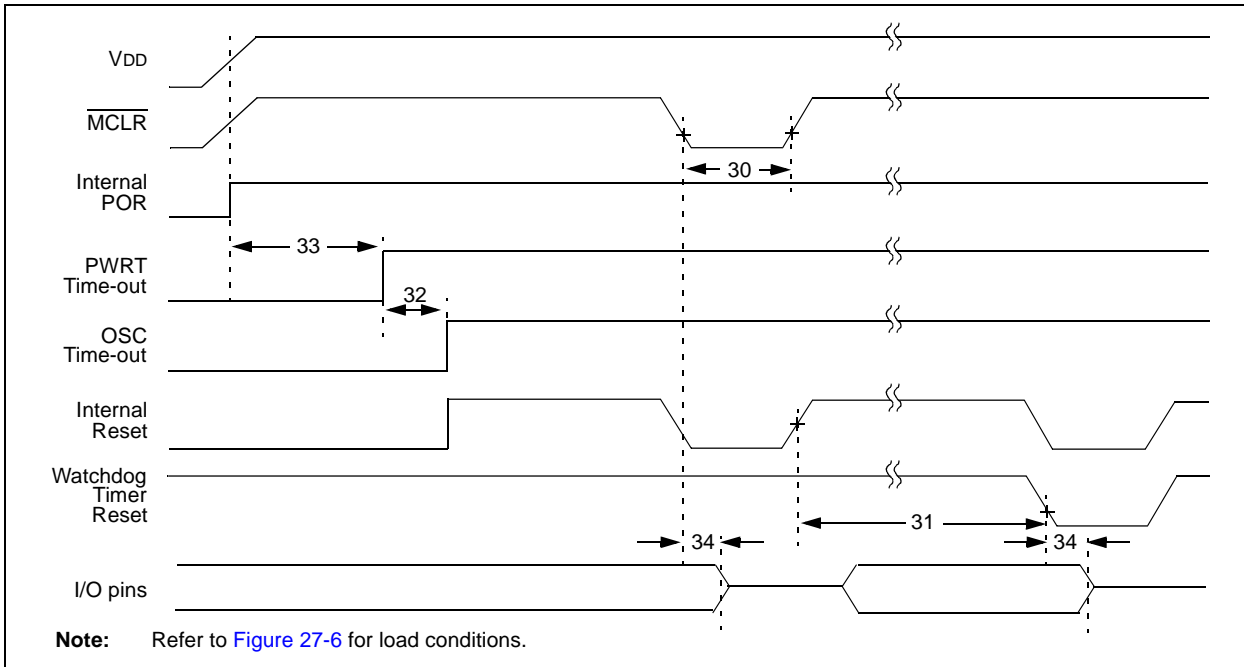 VDD
MCLR
30
Internal
POR
33
PWRT
Time-out
32
OSC
Time-out
Internal
Reset
Watchdog
Timer
Reset
31
34
34
I/O pins
Note: Refer to Figure 27-6 for load conditions.